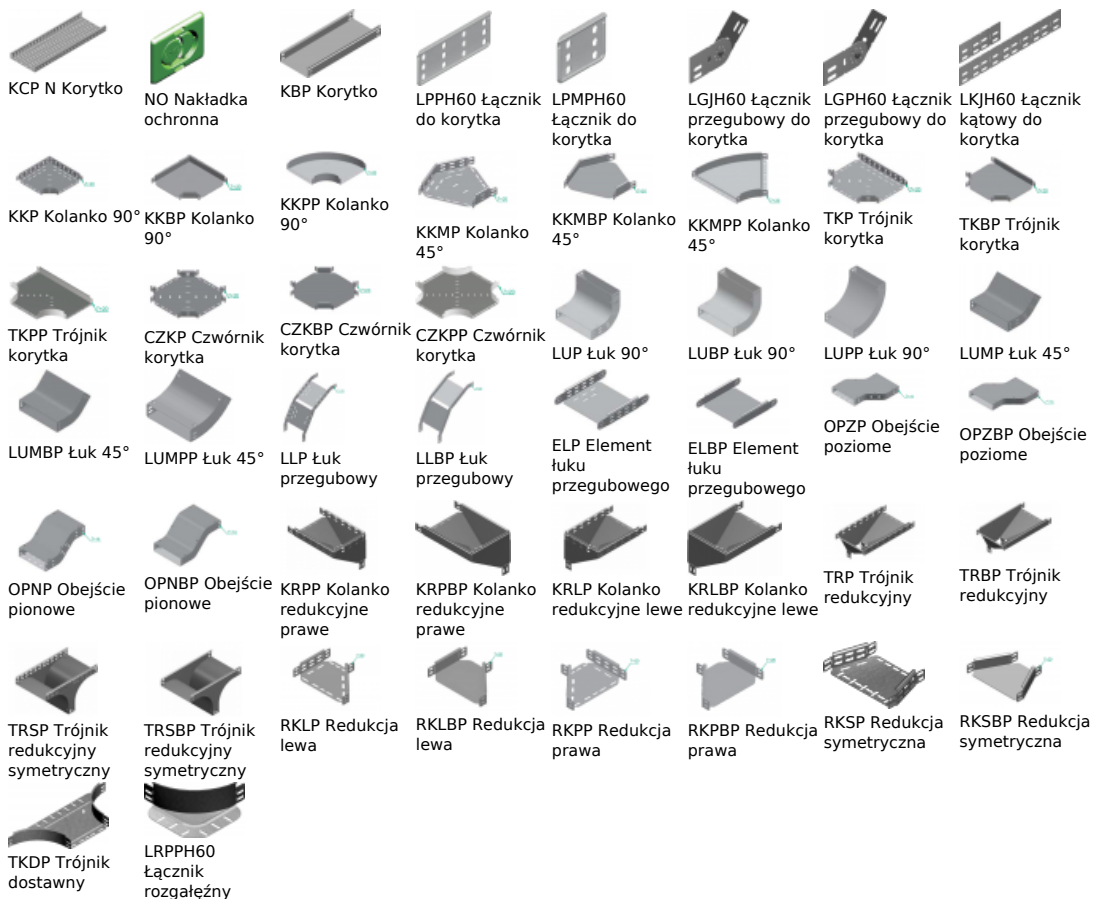 KCP N Korytko
NO Nakładka
ochronna
KBP Korytko
LPPH60 Łącznik
do korytka
LPMPH60
Łącznik do
korytka
LGJH60 Łącznik
przegubowy do
korytka
LGPH60 Łącznik
przegubowy do
korytka
LKJH60 Łącznik
kątowy do
korytka
KKP Kolanko 90°
KKBP Kolanko
90°
KKPP Kolanko
90°
KKMP Kolanko
45°
KKMBP Kolanko
45°
KKMPP Kolanko
45°
TKP Trójnik
korytka
TKBP Trójnik
korytka
TKPP Trójnik
korytka
CZKP Czwórnik
korytka
CZKBP Czwórnik
korytka
CZKPP Czwórnik
korytka
LUP Łuk 90°
LUBP Łuk 90°
LUPP Łuk 90°
LUMP Łuk 45°
LUMBP Łuk 45°
LUMPP Łuk 45°
LLP Łuk
przegubowy
LLBP Łuk
przegubowy
ELP Element
łuku
przegubowego
ELBP Element
łuku
przegubowego
OPZP Obejście
poziome
OPZBP Obejście
poziome
OPNP Obejście
pionowe
OPNBP Obejście
pionowe
KRPP Kolanko
redukcyjne
prawe
KRPBP Kolanko
redukcyjne
prawe
KRLP Kolanko
redukcyjne lewe
KRLBP Kolanko
redukcyjne lewe
TRP Trójnik
redukcyjny
TRBP Trójnik
redukcyjny
TRSP Trójnik
redukcyjny
symetryczny
TRSBP Trójnik
redukcyjny
symetryczny
RKLP Redukcja
lewa
RKLBP Redukcja
lewa
RKPP Redukcja
prawa
RKPBP Redukcja
prawa
RKSP Redukcja
symetryczna
RKSBP Redukcja
symetryczna
TKDP Trójnik
dostawny
LRPPH60
Łącznik
rozgałęźny